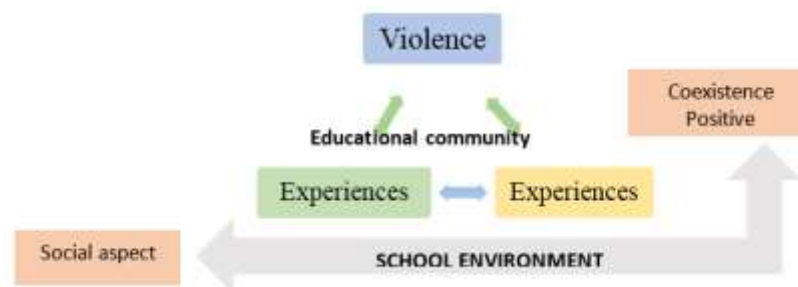 Violence
Coexistence
Positive
Educational community
Experiences
Experiences
Social aspect
SCHOOL ENVIRONMENT